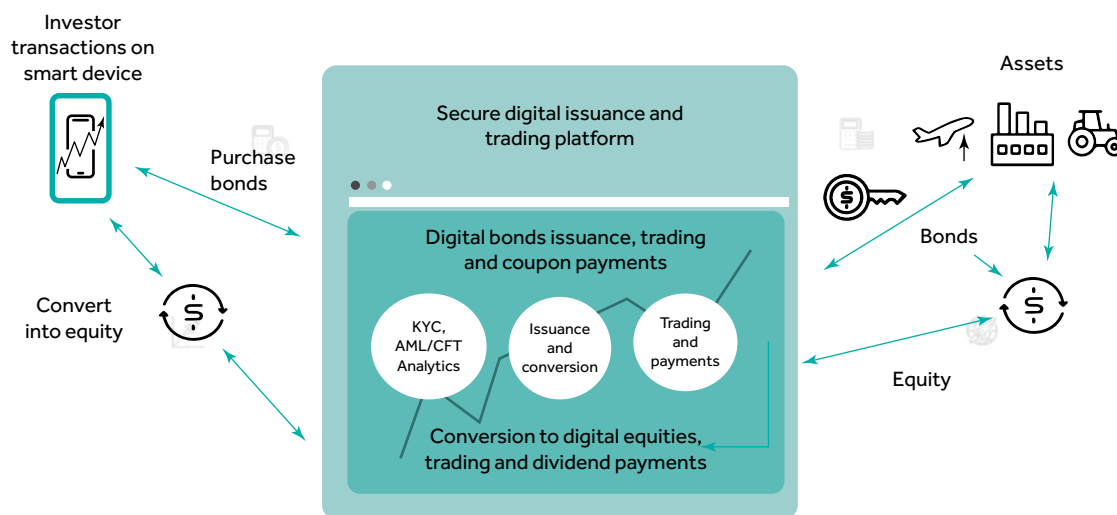 Investor
transactions on
smart device
Purchase
bonds
Convert
into equity
Secure digital issuance and
trading platform
Digital bonds issuance, trading
and coupon payments
KYC,
AML/CFT
Analytics
Issuance
and
conversion
Trading
and
payments
Conversion to digital equities,
trading and dividend payments
Assets
Bonds
Equity